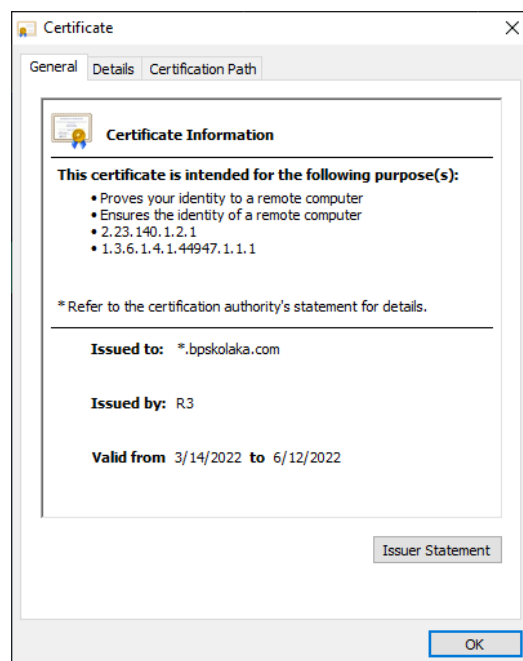 Certificate
General Details Certification Path
Certificate Information
This certificate is intended for the following purpose(s):
• Proves your identity to a remote computer
• Ensures the identity of a remote computer
• 2.23.140.1.2.1
• 1.3.6.1.4.1.44947.1.1.1
* Refer to the certification authority's statement for details.
Issued to: *.bpskolaka.com
Issued by: R3
Valid from 3/14/2022 to 6/12/2022
Issuer Statement
OK